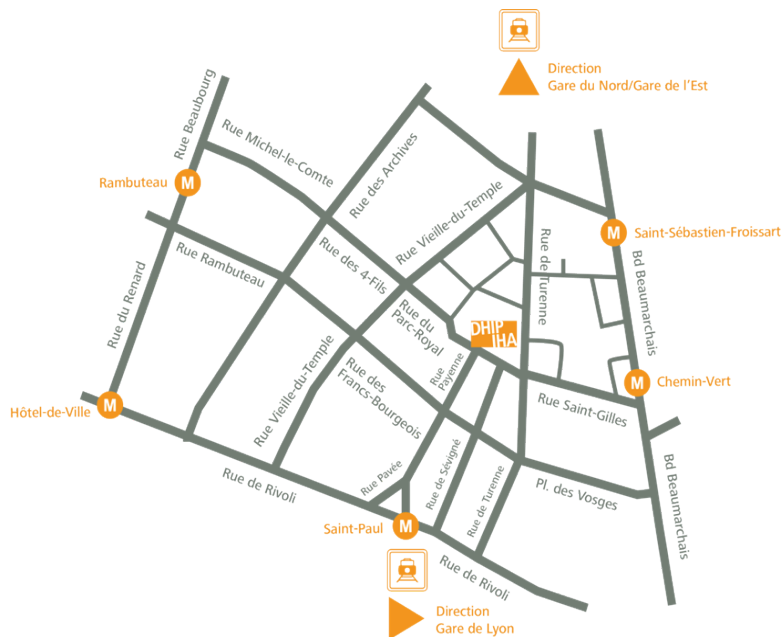 Direction
Gare du Nord/Gare de l'Est
Rue Beaubourg
Rue Michel-le-Comte
Rue des Archives
Rambuteau
M
Rue Vieille-du-Temple
M
Saint-Sébastien-Froissart
Rue Rambuteau
Rue des 4-Fils
Rue de Turenne
Bd Beaumarchais
Rue du Renard
Rue du
Parc-Royal
DHIP
IHA
Rue
Payenne
M
Chemin-Vert
Hôtel-de-Ville
M
Rue Vieille-du-Temple
Rue des
Francs-Bourgeois
Rue Saint-Gilles
Rue de Rivoli
Rue Pavée
Rue de Sévigné
Rue de Turenne
Pl. des Vosges
Bd Beaumarchais
Saint-Paul
M
Rue de Rivoli
Direction
Gare de Lyon